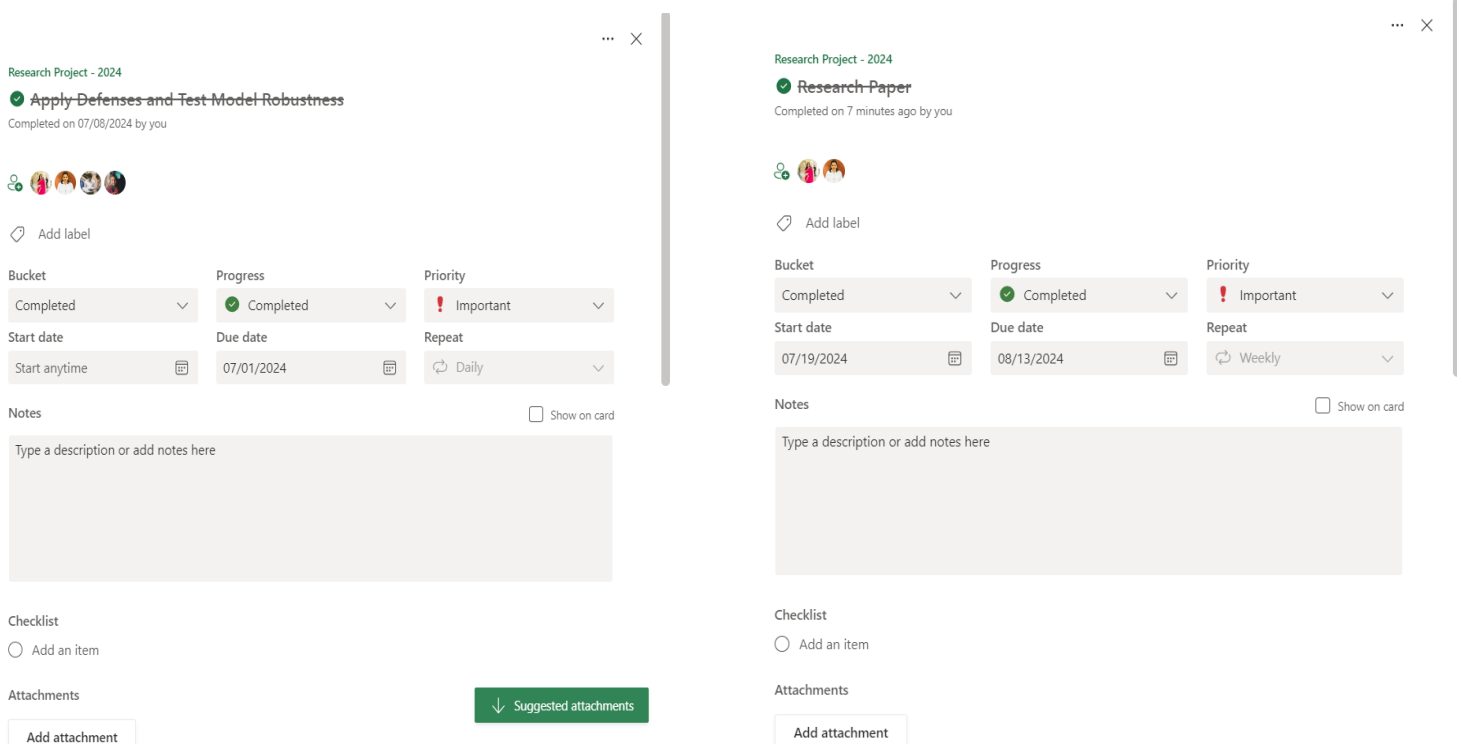 Research Project - 2024
Apply Defenses and Test Model Robustness
Completed on 07/08/2024 by you
Add label
Bucket Progress Priority
Completed Completed Important
Start date Due date Repeat
Start anytime 07/01/2024 Daily
Notes Show on card
Type a description or add notes here
Checklist
Add an item
Attachments
Suggested attachments
Add attachment
Research Project - 2024
Research Paper
Completed on 7 minutes ago by you
Add label
Bucket Progress Priority
Completed Completed Important
Start date Due date Repeat
07/19/2024 08/13/2024 Weekly
Notes Show on card
Type a description or add notes here
Checklist
Add an item
Attachments
Add attachment